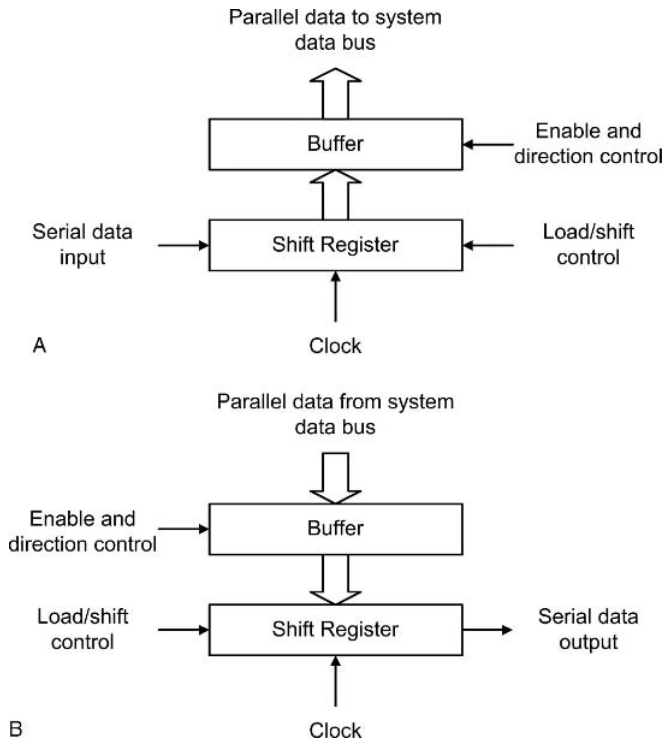 Parallel data to system
data bus
Buffer
Enable and
direction control
Serial data
input
Shift Register
Load/shift
control
A
Clock
Parallel data from system
data bus
Enable and
direction control
Buffer
Load/shift
control
Shift Register
Serial data
output
B
Clock